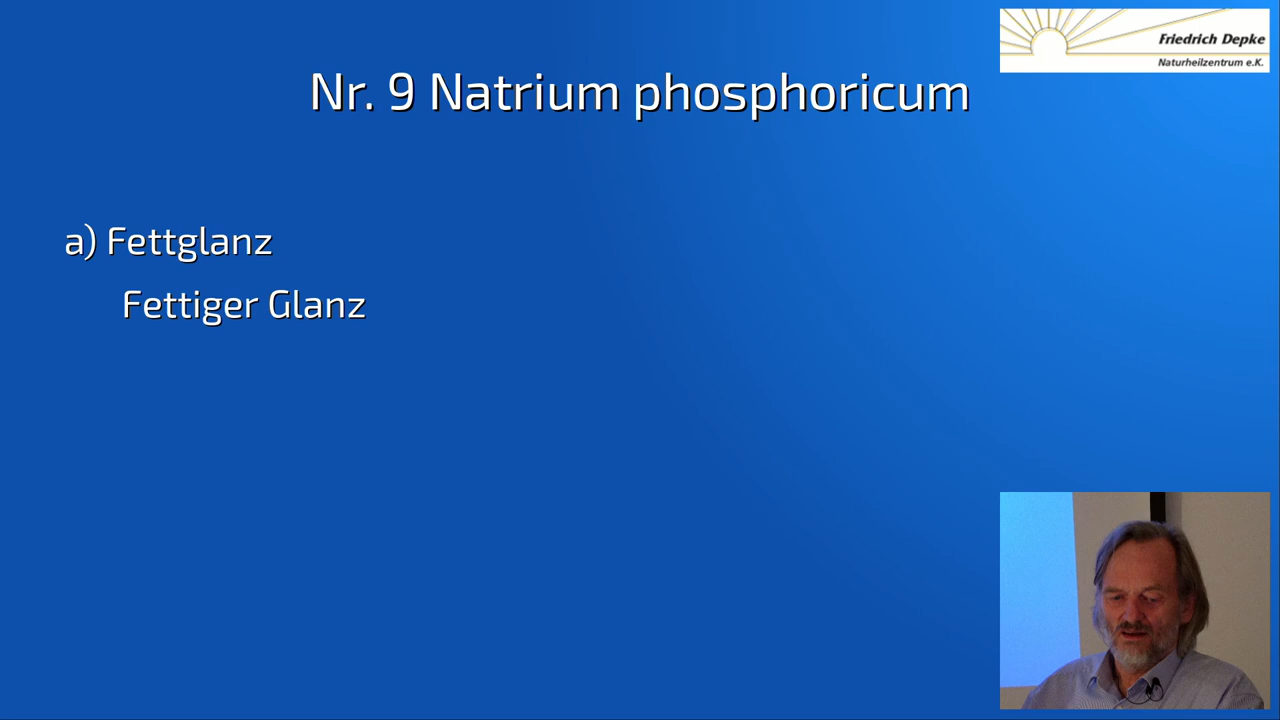 Friedrich Depke
Naturheilzentrum e.K.
Nr. 9 Natrium phosphoricum
a) Fettglanz
Fettiger Glanz